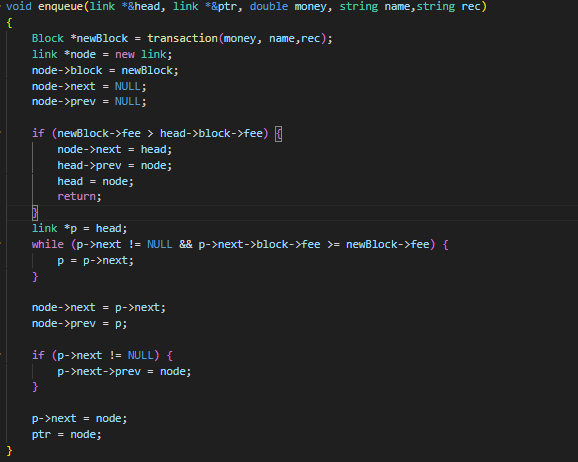 void enqueue(link *&head, link *&ptr, double money, string name,string rec)
{
    Block *newBlock = transaction(money, name,rec);
    link *node = new link;
    node->block = newBlock;
    node->next = NULL;
    node->prev = NULL;

    if (newBlock->fee > head->block->fee) {
        node->next = head;
        head->prev = node;
        head = node;
        return;
    }
    link *p = head;
    while (p->next != NULL && p->next->block->fee >= newBlock->fee) {
        p = p->next;
    }

    node->next = p->next;
    node->prev = p;

    if (p->next != NULL) {
        p->next->prev = node;
    }

    p->next = node;
    ptr = node;
}